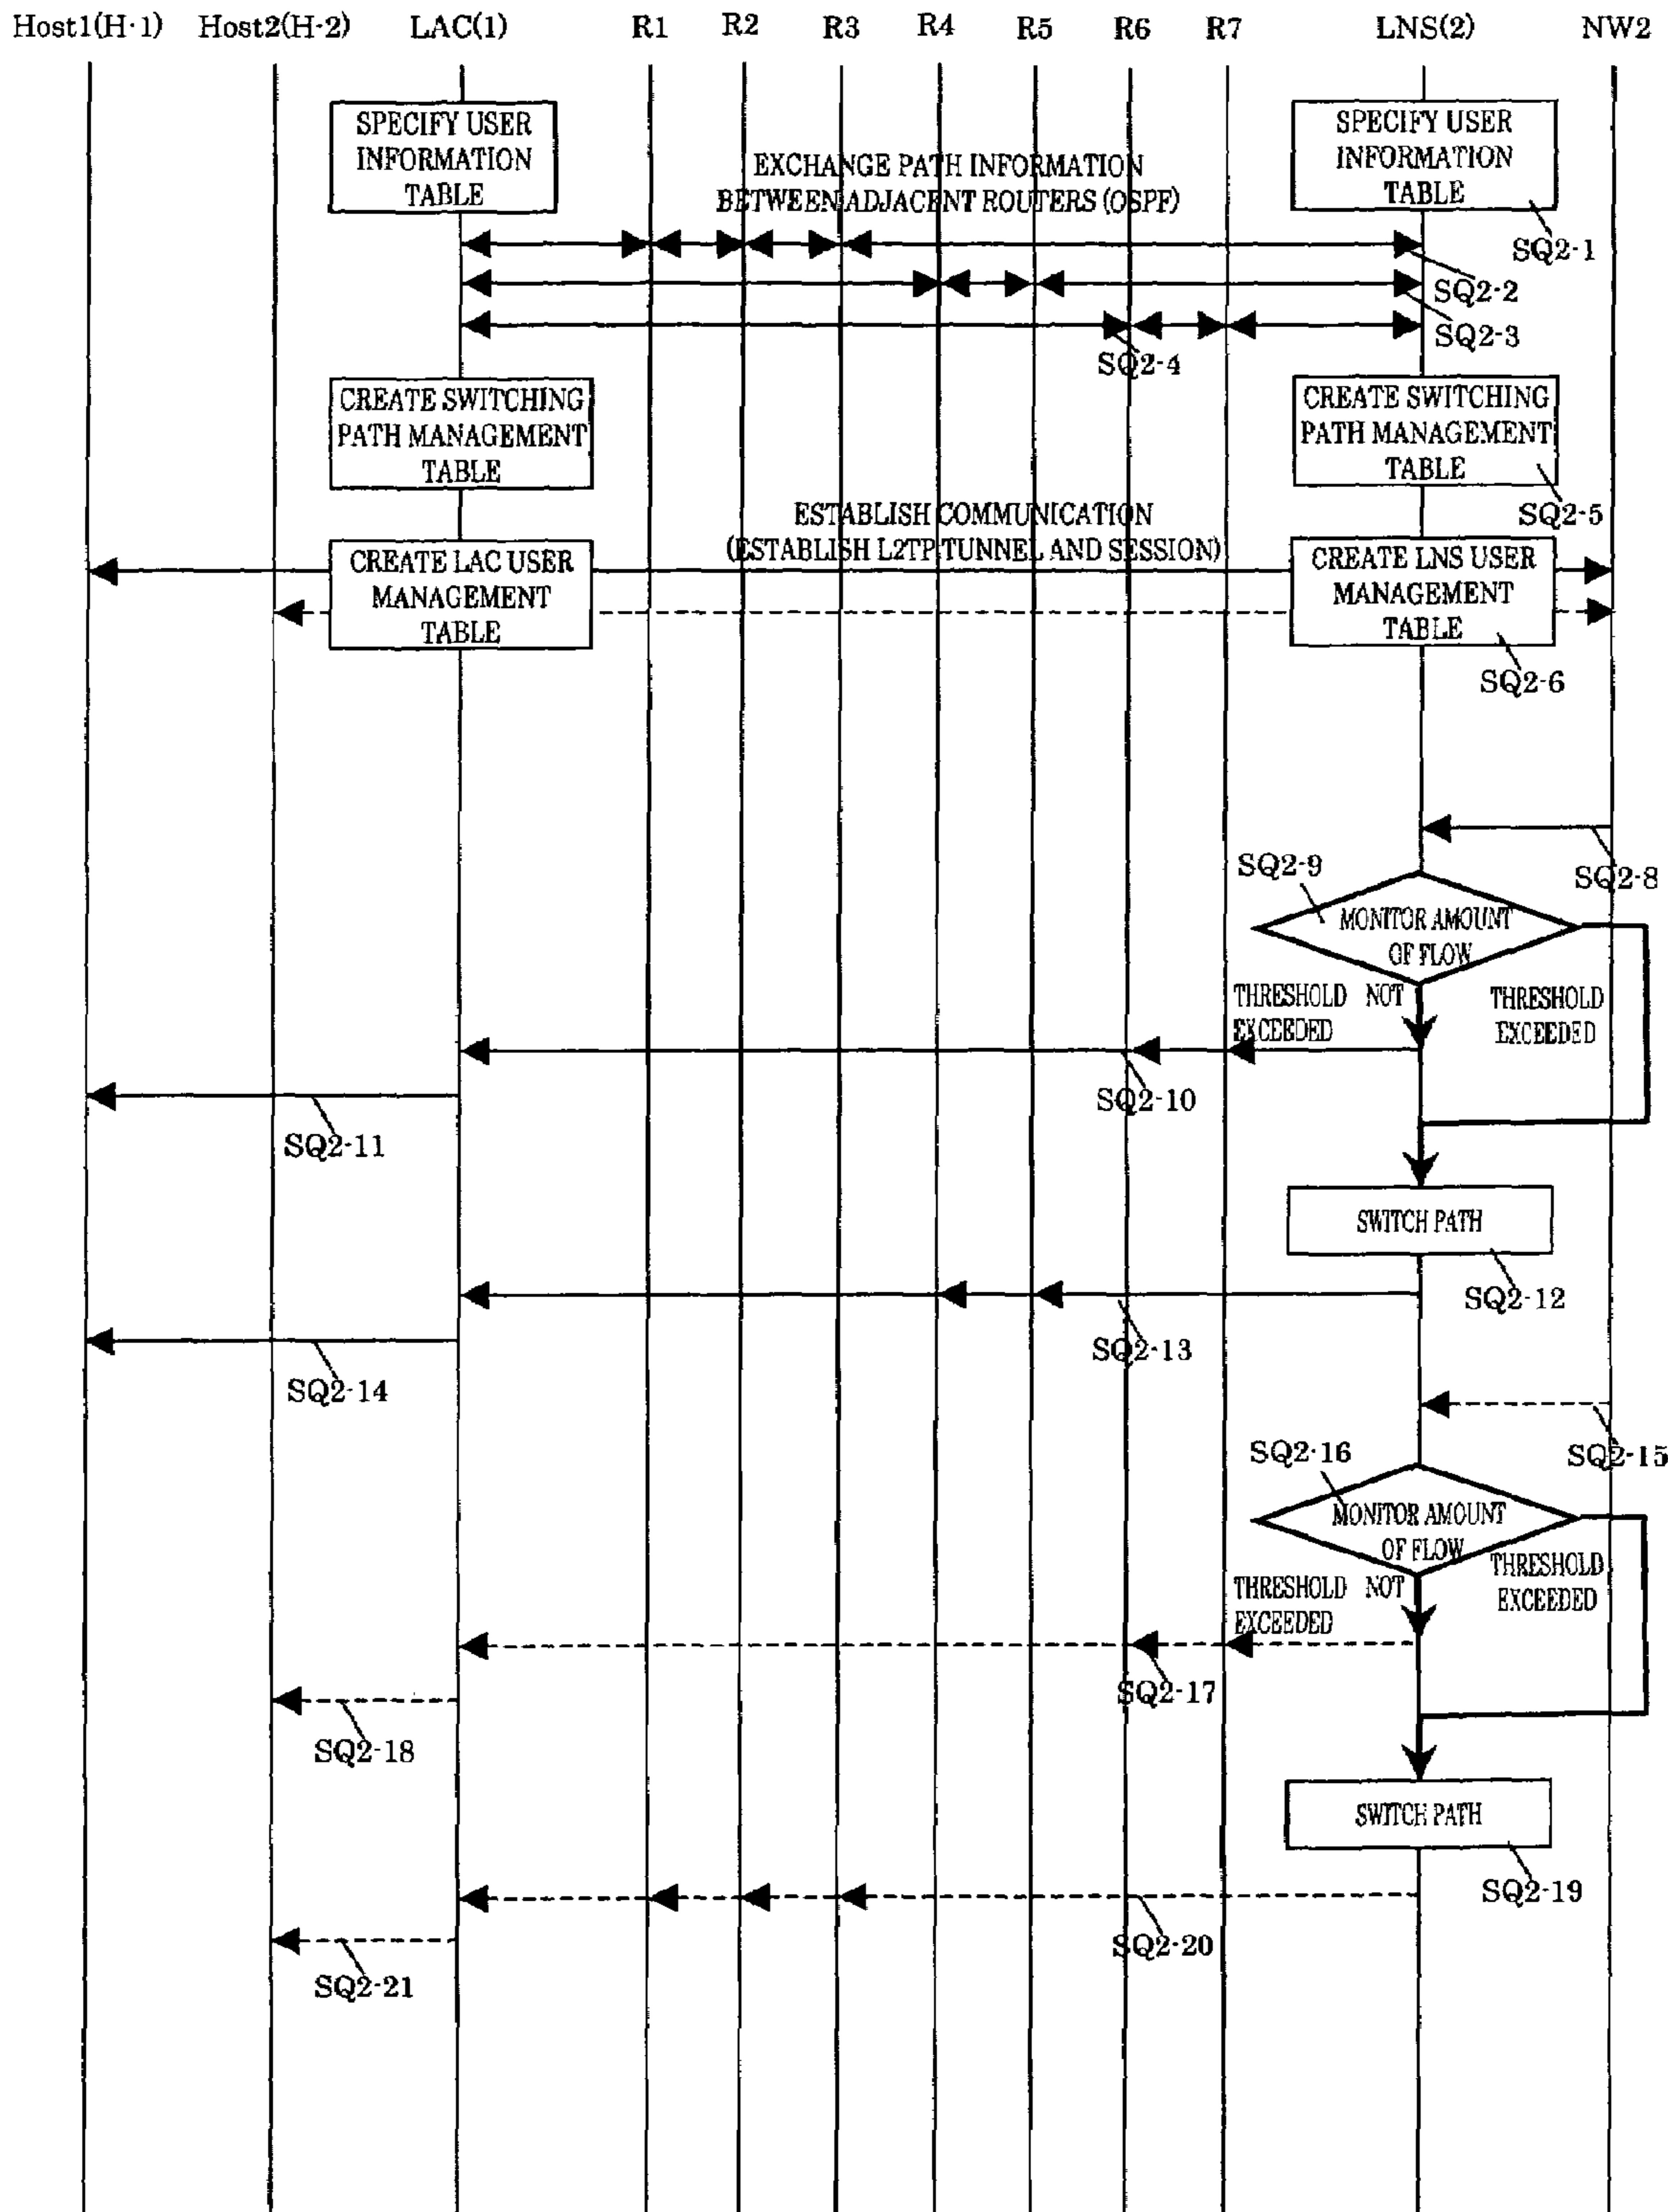 Host1(H-1) Host2(H-2) LAC(1) R1 R2 R3 R4 R5 R6 R7 LNS(2) NW2
SPECIFY USER
INFORMATION
TABLE
EXCHANGE PATH INFORMATION
BETWEEN ADJACENT ROUTERS (OSPF)
SPECIFY USER
INFORMATION
TABLE
SQ2-1
SQ2-2
SQ2-3
SQ2-4
CREATE SWITCHING
PATH MANAGEMENT
TABLE
CREATE SWITCHING
PATH MANAGEMENT
TABLE
SQ2-5
ESTABLISH COMMUNICATION
(ESTABLISH L2TP TUNNEL AND SESSION)
CREATE LAC USER
MANAGEMENT
TABLE
CREATE LNS USER
MANAGEMENT
TABLE
SQ2-6
SQ2-8
SQ2-9
MONITOR AMOUNT
OF FLOW
THRESHOLD NOT
EXCEEDED
THRESHOLD
EXCEEDED
SQ2-10
SQ2-11
SWITCH PATH
SQ2-12
SQ2-13
SQ2-14
SQ2-15
SQ2-16
MONITOR AMOUNT
OF FLOW
THRESHOLD NOT
EXCEEDED
THRESHOLD
EXCEEDED
SQ2-17
SQ2-18
SWITCH PATH
SQ2-19
SQ2-20
SQ2-21